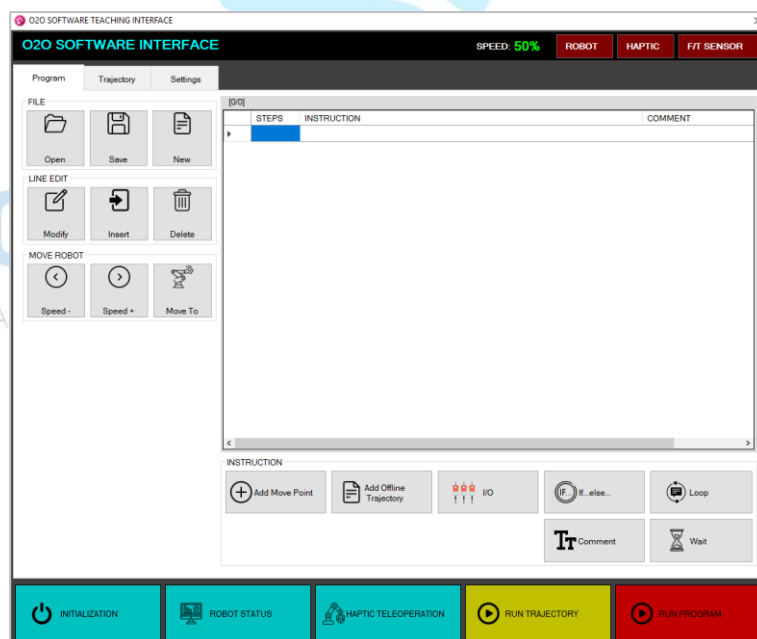 O2O SOFTWARE TEACHING INTERFACE
O2O SOFTWARE INTERFACE
SPEED: 50%
ROBOT
HAPTIC
F/T SENSOR
Program
Trajectory
Settings
FILE
Open
Save
New
LINE EDIT
Modify
Insert
Delete
MOVE ROBOT
Speed -
Speed +
Move To
[0/0]
STEPS
INSTRUCTION
COMMENT
INSTRUCTION
Add Move Point
Add Offline
Trajectory
I/O
IF... If...else...
Loop
TT Comment
Wait
INITIALIZATION
ROBOT STATUS
HAPTIC TELEOPERATION
RUN TRAJECTORY
RUN PROGRAM